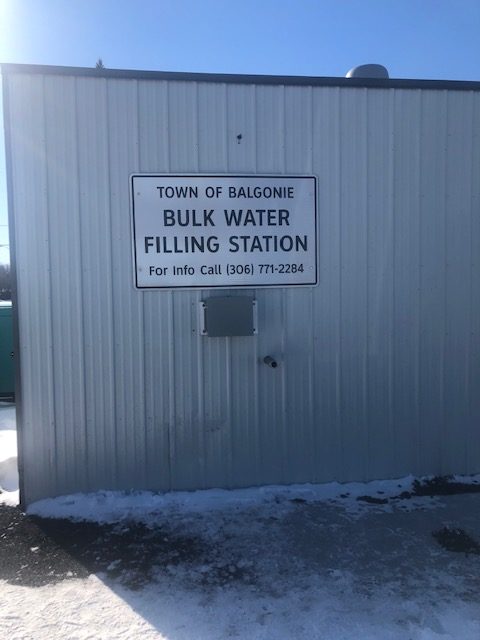 TOWN OF BALGONIE
BULK WATER
FILLING STATION
For Info Call (306) 771-2284